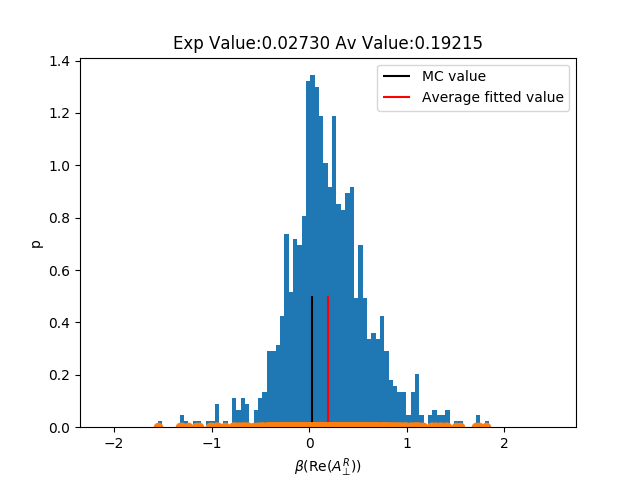 Exp Value:0.02730 Av Value:0.19215
MC value
Average fitted value
p
1.4
1.2
1.0
0.8
0.6
0.4
0.2
0.0
−2 −1 0 1 2
β(Re(A⊥^R))